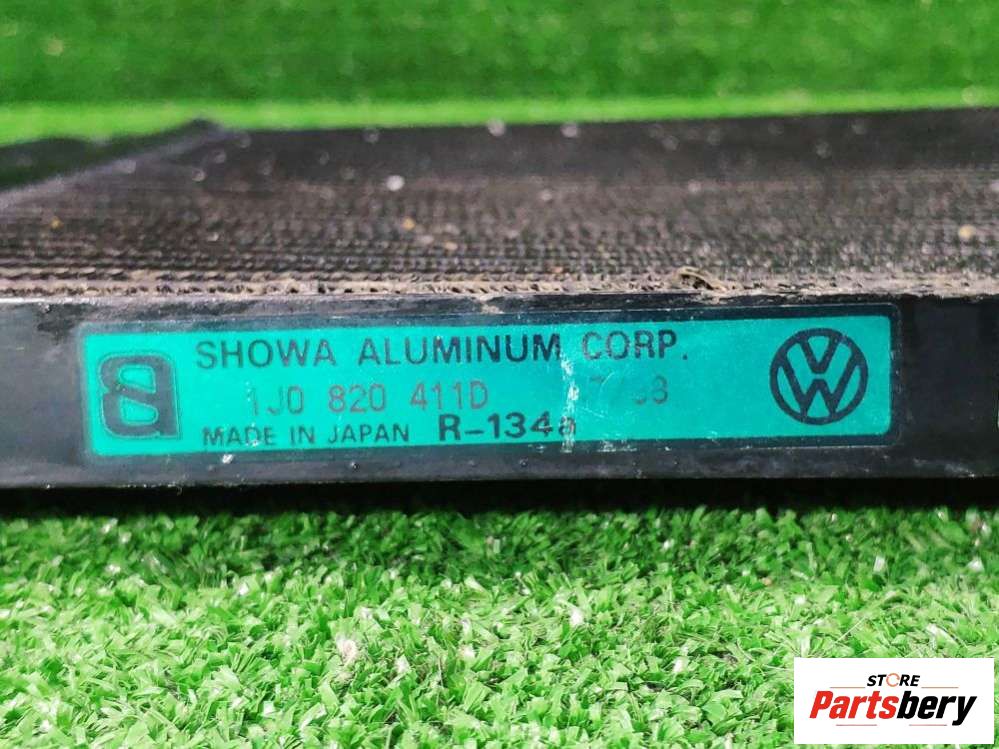 SHOWA ALUMINUM CORP.
1J0 820 411D
MADE IN JAPAN R-134a
STORE
Partsbery